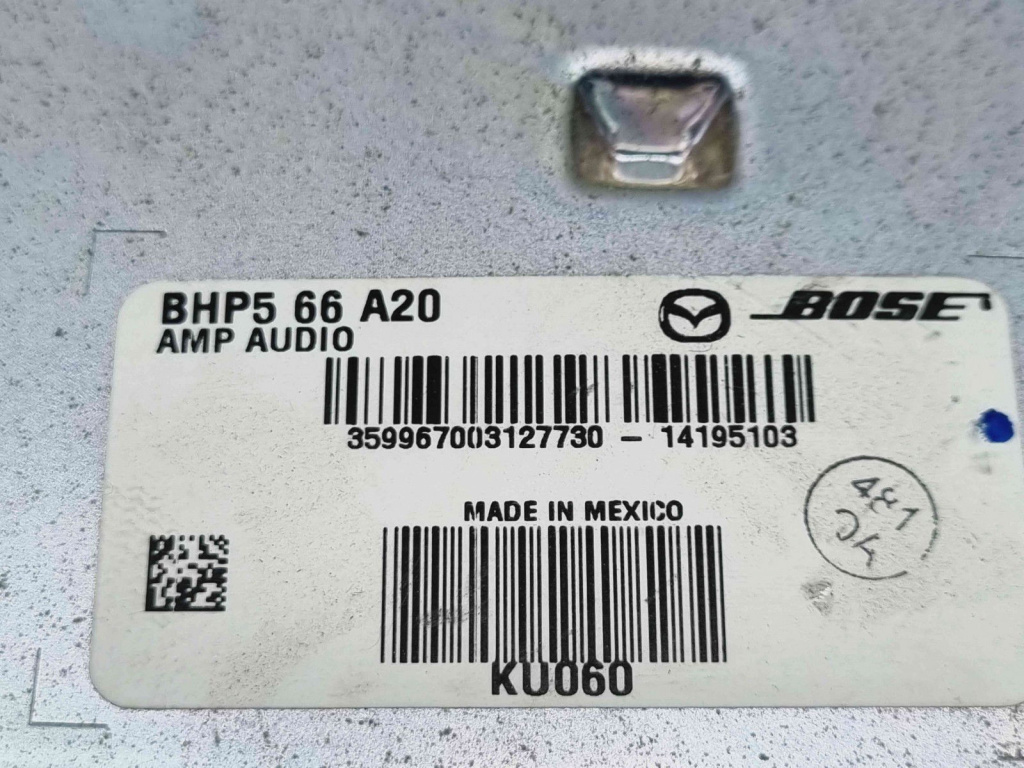 BHP5 66 A20
BOSE
AMP AUDIO
359967003127730 - 14195103
MADE IN MEXICO
KU060